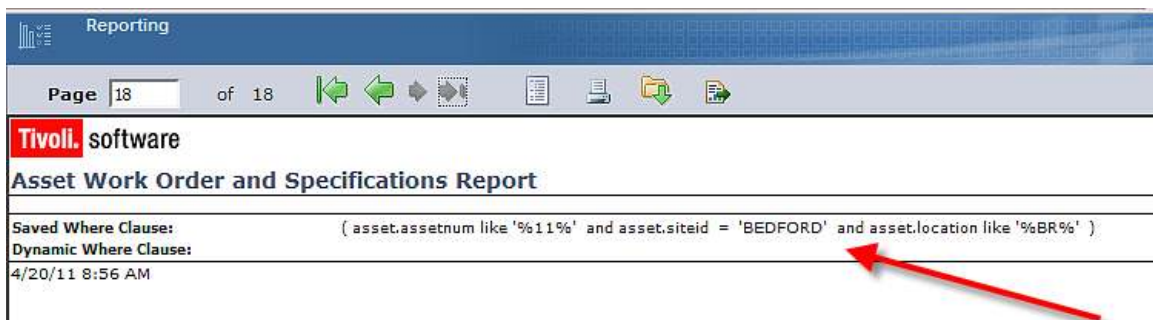 Reporting
Page 18 of 18
Tivoli. software
Asset Work Order and Specifications Report
Saved Where Clause: ( asset.assetnum like '%11%' and asset.siteid = 'BEDFORD' and asset.location like '%BR%' )
Dynamic Where Clause:
4/20/11 8:56 AM